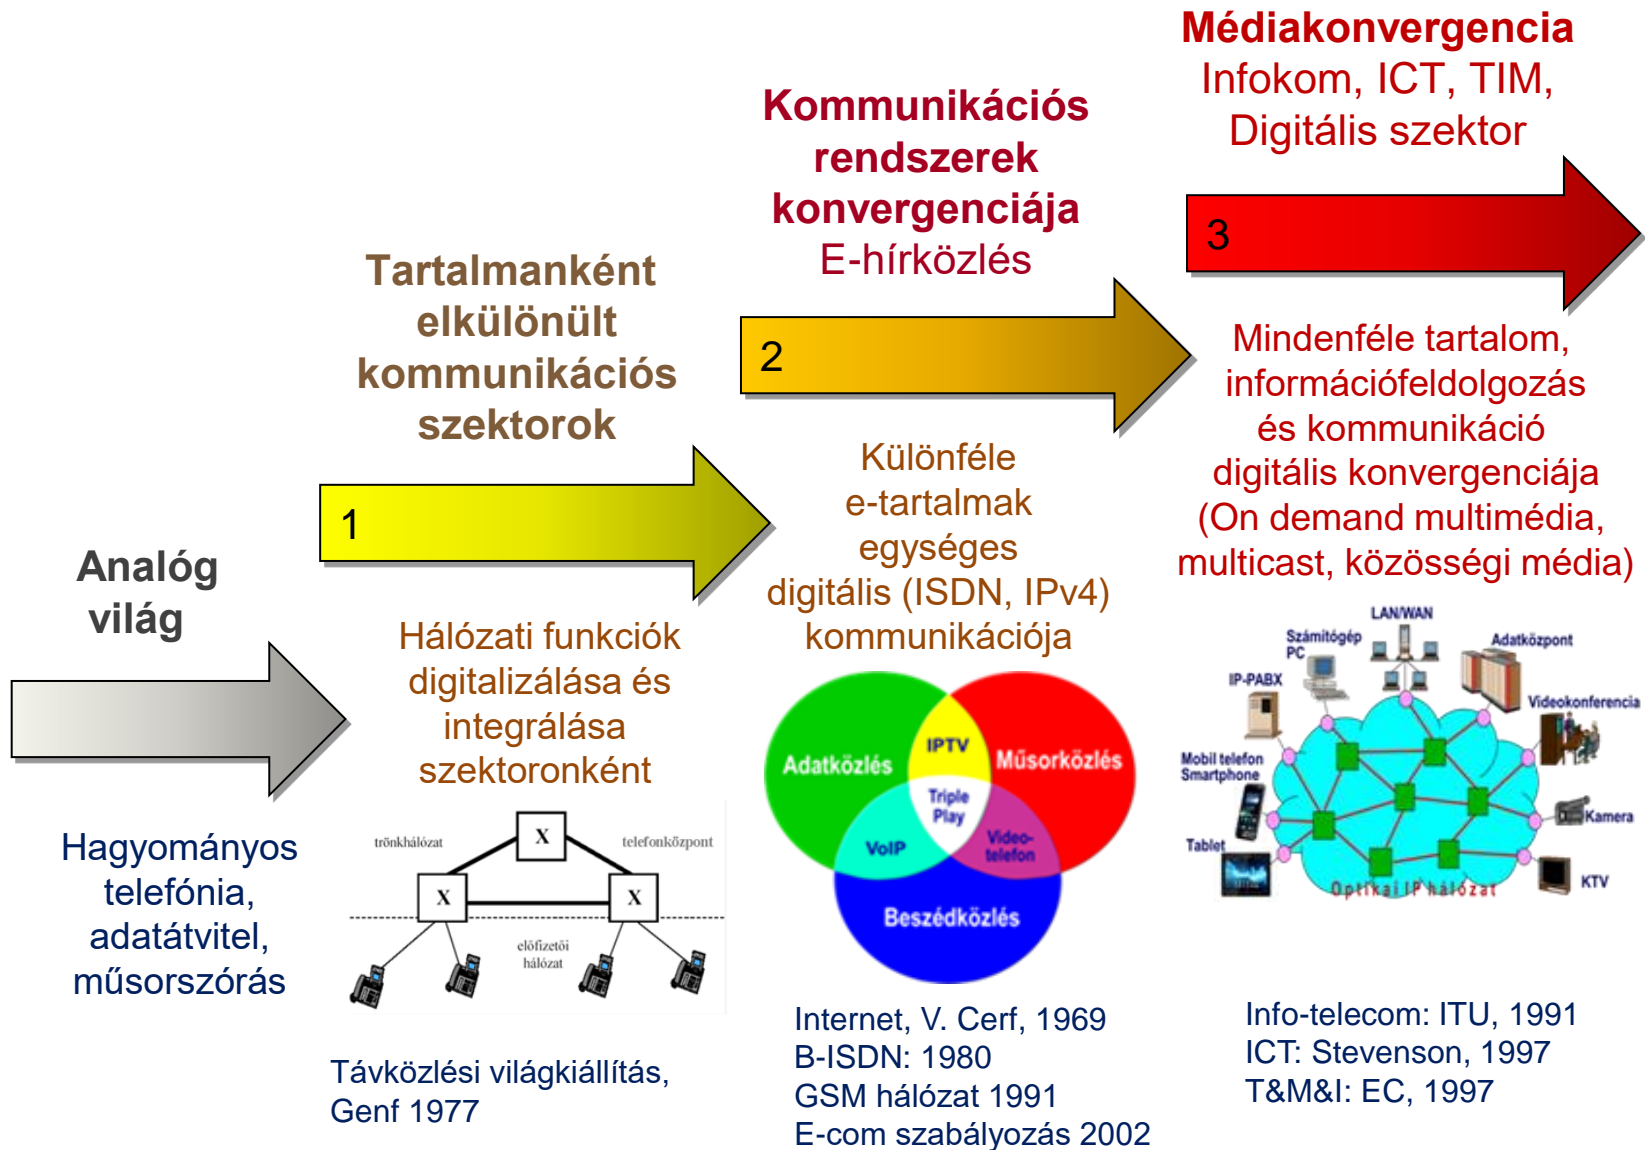 Analóg
világ
Hagyományos
telefónia,
adatátvitel,
műsorszórás
Tartalmanként
elkülönült
kommunikációs
szektorok
1
Hálózati funkciók
digitalizálása és
integrálása
szektoronként
trönkhálózat
telefonközpont
X
X
X
előfizetői
hálózat
Távközlési világkiállítás,
Genf 1977
Kommunikációs
rendszerek
konvergenciája
E-hírközlés
2
Különféle
e-tartalmak
egységes
digitális (ISDN, IPv4)
kommunikációja
Adatközlés
IPTV
Műsorközlés
Triple
Play
VoIP
Video-
telefon
Beszédközlés
Internet, V. Cerf, 1969
B-ISDN: 1980
GSM hálózat 1991
E-com szabályozás 2002
Médiakonvergencia
Infokom, ICT, TIM,
Digitális szektor
3
Mindenféle tartalom,
információfeldolgozás
és kommunikáció
digitális konvergenciája
(On demand multimédia,
multicast, közösségi média)
LAN/WAN
Számítógép
PC
Adatközpont
IP-PABX
Videokonferencia
Mobil telefon
Smartphone
Kamera
Tablet
KTV
Optikai IP hálózat
Info-telecom: ITU, 1991
ICT: Stevenson, 1997
T&M&I: EC, 1997